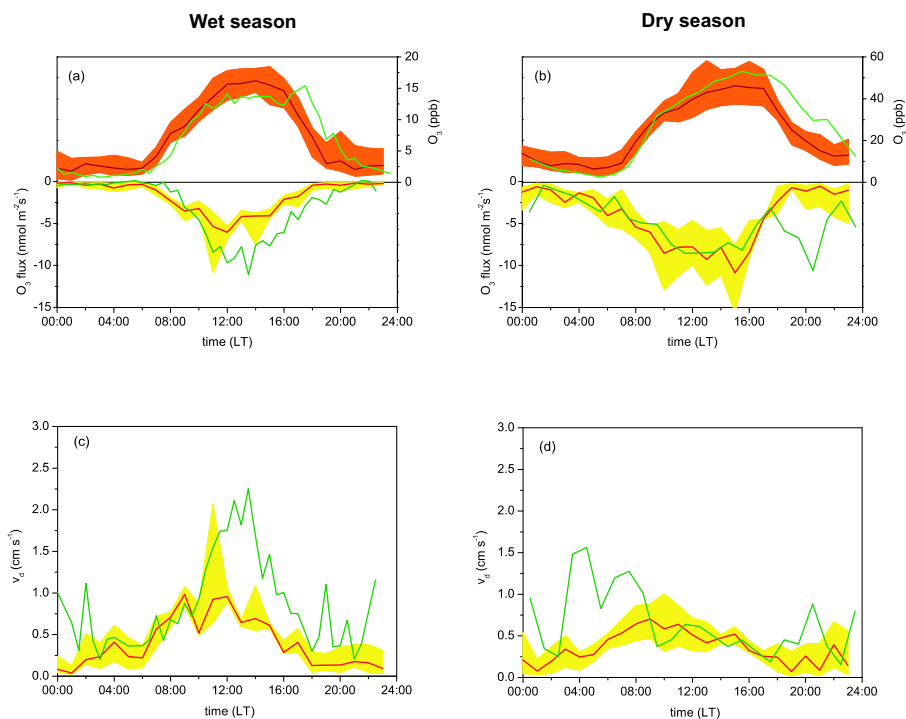 Wet season
Dry season
(a)
20
15
10
5
0
O₃ (ppb)
0
-5
-10
-15
O₃ flux (nmol m⁻²s⁻¹)
00:00 04:00 08:00 12:00 16:00 20:00 24:00
time (LT)
(b)
60
40
20
0
O₃ (ppb)
0
-5
-10
-15
O₃ flux (nmol m⁻²s⁻¹)
00:00 04:00 08:00 12:00 16:00 20:00 24:00
time (LT)
(c)
3.0
2.5
2.0
1.5
1.0
0.5
0.0
v_d (cm s⁻¹)
00:00 04:00 08:00 12:00 16:00 20:00 24:00
time (LT)
(d)
3.0
2.5
2.0
1.5
1.0
0.5
0.0
v_d (cm s⁻¹)
00:00 04:00 08:00 12:00 16:00 20:00 24:00
time (LT)